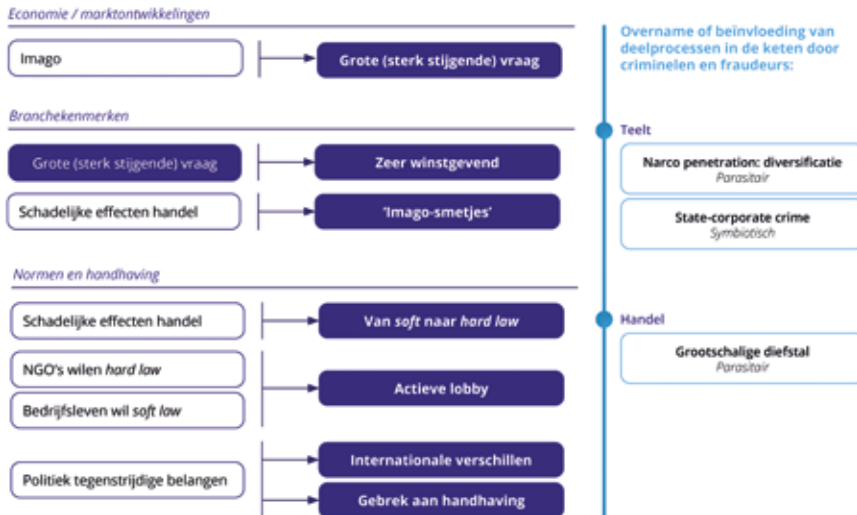 Economie / marktontwikkelingen
Imago
Grote (sterk stijgende) vraag
Branchekenmerken
Grote (sterk stijgende) vraag
Zeer winstgevend
Schadelijke effecten handel
'Imago-smetjes'
Normen en handhaving
Schadelijke effecten handel
Van soft naar hard law
NGO's wilen hard law
Bedrijfsleven wil soft law
Actieve lobby
Politiek tegenstrijdige belangen
Internationale verschillen
Gebrek aan handhaving
Overname of beïnvloeding van
deelprocessen in de keten door
criminelen en fraudeurs:
Teelt
Narco penetration: diversificatie
Parasitair
State-corporate crime
Symbiotisch
Handel
Grootschalige diefstal
Parasitair